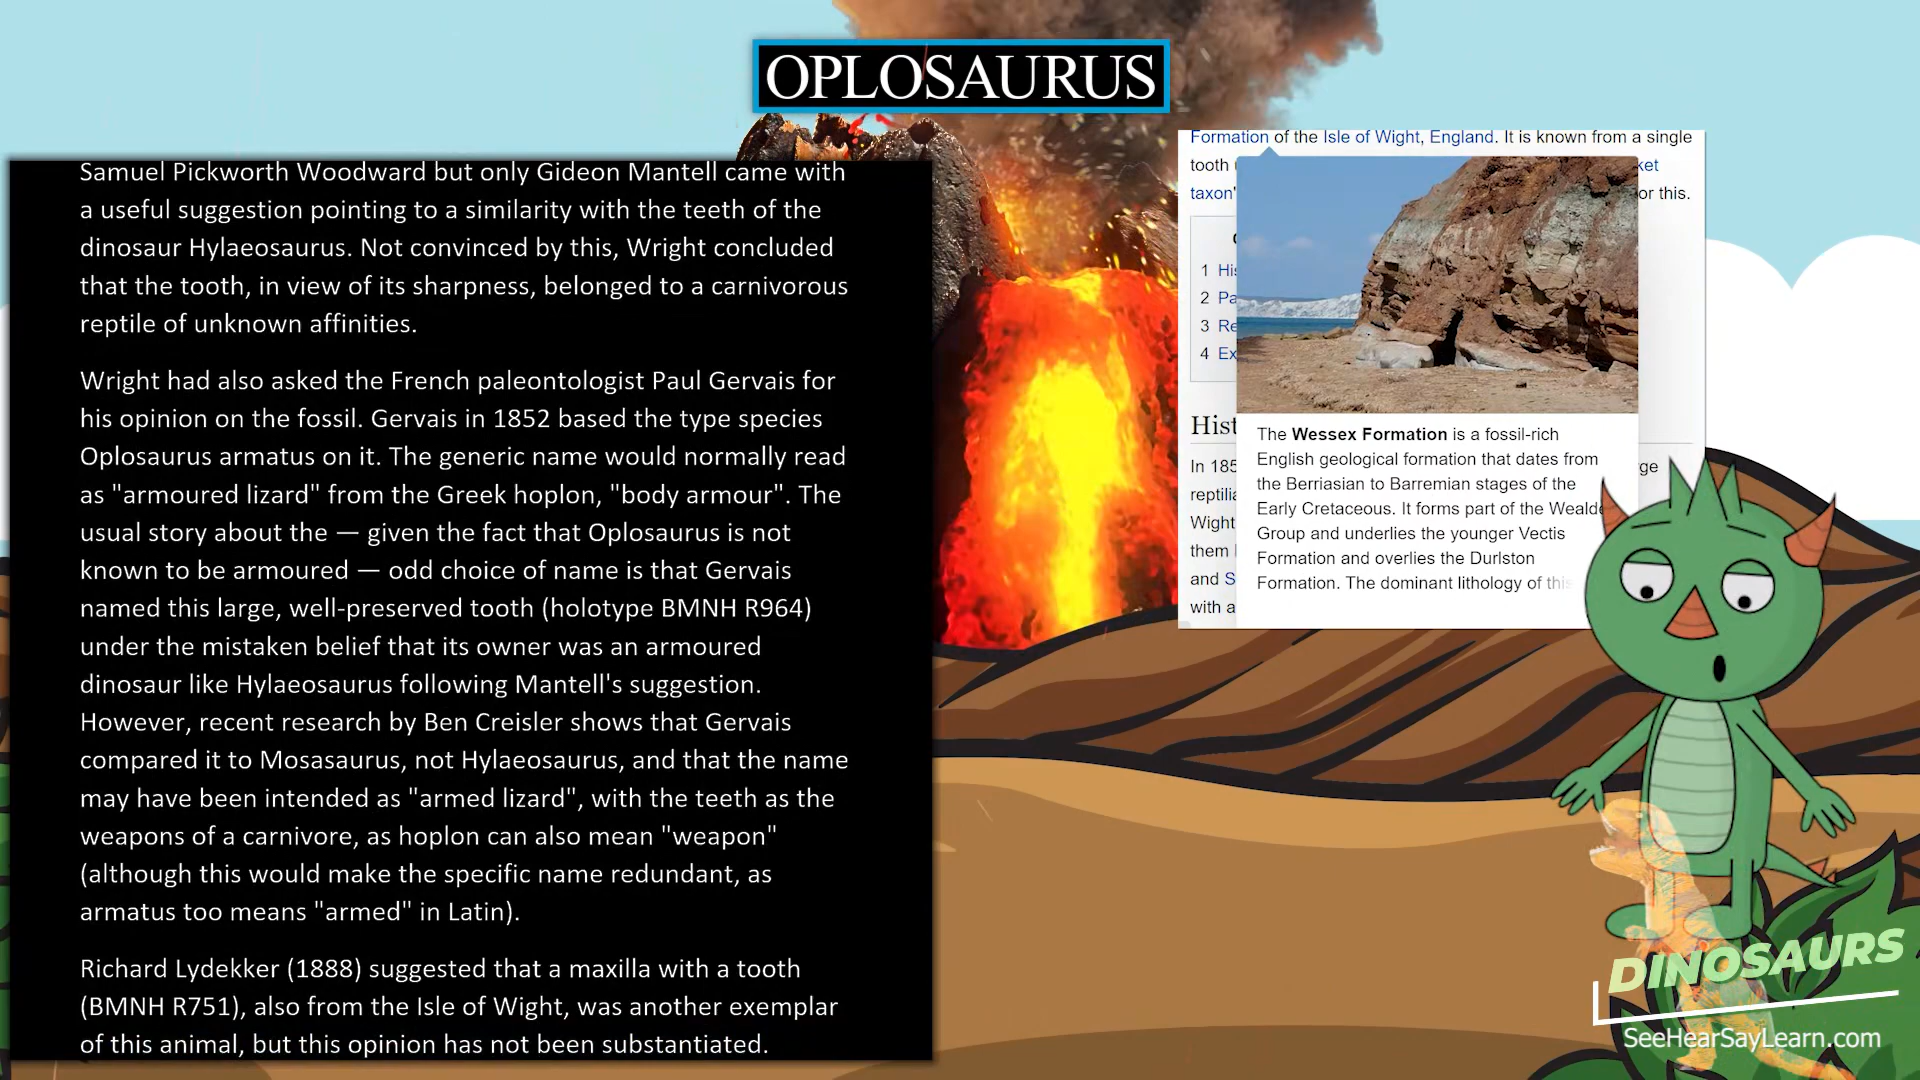 OPLOSAURUS
Samuel Pickworth Woodward but only Gideon Mantell came with
a useful suggestion pointing to a similarity with the teeth of the
dinosaur Hylaeosaurus. Not convinced by this, Wright concluded
that the tooth, in view of its sharpness, belonged to a carnivorous
reptile of unknown affinities.
Wright had also asked the French paleontologist Paul Gervais for
his opinion on the fossil. Gervais in 1852 based the type species
Oplosaurus armatus on it. The generic name would normally read
as "armoured lizard" from the Greek hoplon, "body armour". The
usual story about the — given the fact that Oplosaurus is not
known to be armoured — odd choice of name is that Gervais
named this large, well-preserved tooth (holotype BMNH R964)
under the mistaken belief that its owner was an armoured
dinosaur like Hylaeosaurus following Mantell's suggestion.
However, recent research by Ben Creisler shows that Gervais
compared it to Mosasaurus, not Hylaeosaurus, and that the name
may have been intended as "armed lizard", with the teeth as the
weapons of a carnivore, as hoplon can also mean "weapon"
(although this would make the specific name redundant, as
armatus too means "armed" in Latin).
Richard Lydekker (1888) suggested that a maxilla with a tooth
(BMNH R751), also from the Isle of Wight, was another exemplar
of this animal, but this opinion has not been substantiated.
Formation of the Isle of Wight, England. It is known from a single
tooth
taxon' or this.
1
2
3
4
In 185
Wight
them
and S
with a
The Wessex Formation is a fossil-rich
English geological formation that dates from
the Berriasian to Barremian stages of the
Early Cretaceous. It forms part of the Wealde
Group and underlies the younger Vectis
Formation and overlies the Durlston
Formation. The dominant lithology of this
DINOSAURS
SeeHearSayLearn.com